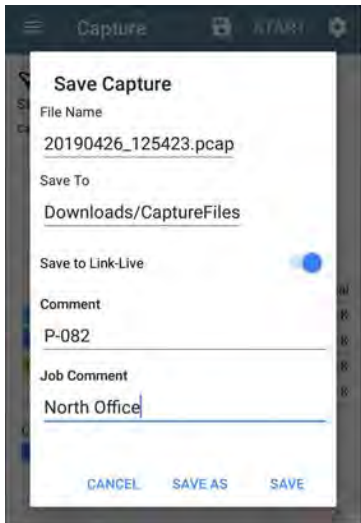 Capture
START
Save Capture
File Name
20190426_125423.pcap
Save To
Downloads/CaptureFiles
Save to Link-Live
Comment
P-082
Job Comment
North Office
CANCEL
SAVE AS
SAVE